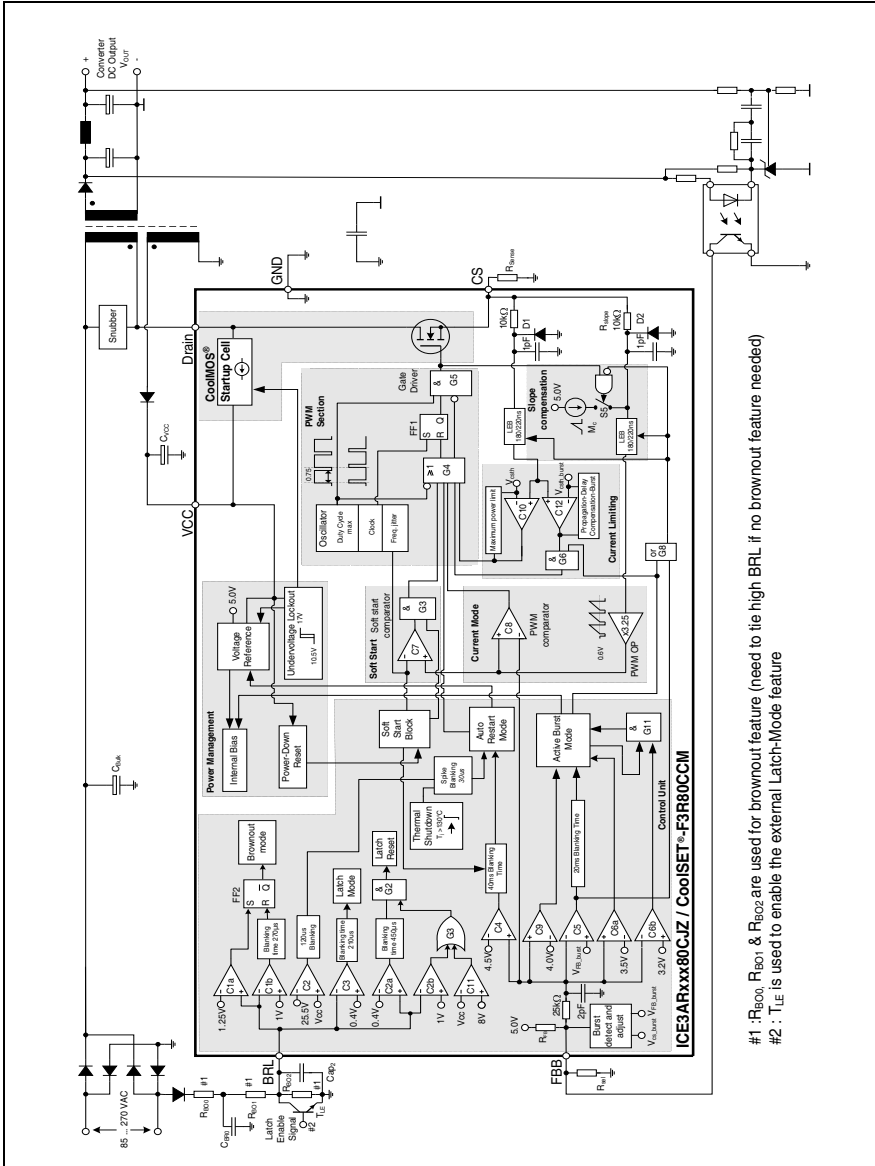 +
Converter
DC Output
VOUT
-
Snubber
CBulk
CVCC
85 ... 270 VAC
RBO0
#1
CBR0
RBO1
#1
Latch
Enable
Signal
#2
TLE
RBO2
#1
Cap2
BRL
FBB
Rsel
VCC
Drain
GND
CS
RSense
CoolMOS®
Startup Cell
Power Management
Internal Bias
Voltage
Reference
5.0V
Undervoltage Lockout
17V
10.5V
Power-Down
Reset
PWM
Section
0.75
Oscillator
Duty Cycle
max
Clock
Freq. jitter
Gate
Driver
&
G5
FF1
S
R
Q
≥1
G4
Soft Start
Soft start
comparator
&
G3
C7
Soft
Start
Block
Current Mode
C8
PWM
comparator
0.6V
x3.25
PWM OP
Current Limiting
Maximum power limit
C10
Vcsth
C12
Vcsth_burst
Propagation-Delay
Compensation-Burst
&
G6
LEB
180/220ns
LEB
180/220ns
10kΩ
D1
1pF
Rslope
10kΩ
D2
1pF
Slope
compensation
5.0V
MC
S5
or
G8
1.25V
C1a
C1b
1V
FF2
S
R
Q
Brownout
mode
Blanking
time 270µs
25.5V
C2
Vcc
120us
Blanking
0.4V
C3
Blanking time
210us
Latch
Mode
0.4V
C2a
Blanking
time 450µs
&
G2
Latch
Reset
C2b
1V
G3
Vcc
C11
8V
Thermal
Shutdown
Tj >130°C
Spike
Blanking
30us
Auto
Restart
Mode
4.5V
C4
40ms Blanking
Time
C9
4.0V
C5
VFB_burst
20ms Blanking Time
Active Burst
Mode
C6a
3.5V
C6b
3.2V
&
G11
Control Unit
5.0V
RFB
25kΩ
2pF
Burst
detect and
adjust
VFB_burst
Vcs_burst
ICE3ARxxx80CJZ / CoolSET®-F3R80CCM
#1 :RBO0, RBO1 & RBO2 are used for brownout feature (need to tie high BRL if no brownout feature needed)
#2 : TLE is used to enable the external Latch-Mode feature